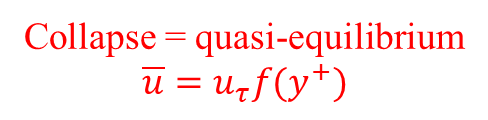 Collapse = quasi-equilibrium
u̅ = u_τ f(y⁺)